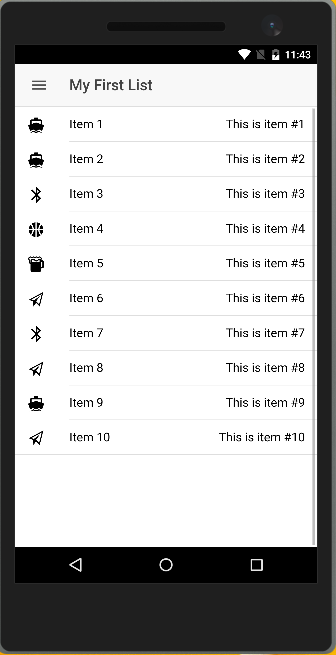 11:43
My First List
Item 1 This is item #1
Item 2 This is item #2
Item 3 This is item #3
Item 4 This is item #4
Item 5 This is item #5
Item 6 This is item #6
Item 7 This is item #7
Item 8 This is item #8
Item 9 This is item #9
Item 10 This is item #10